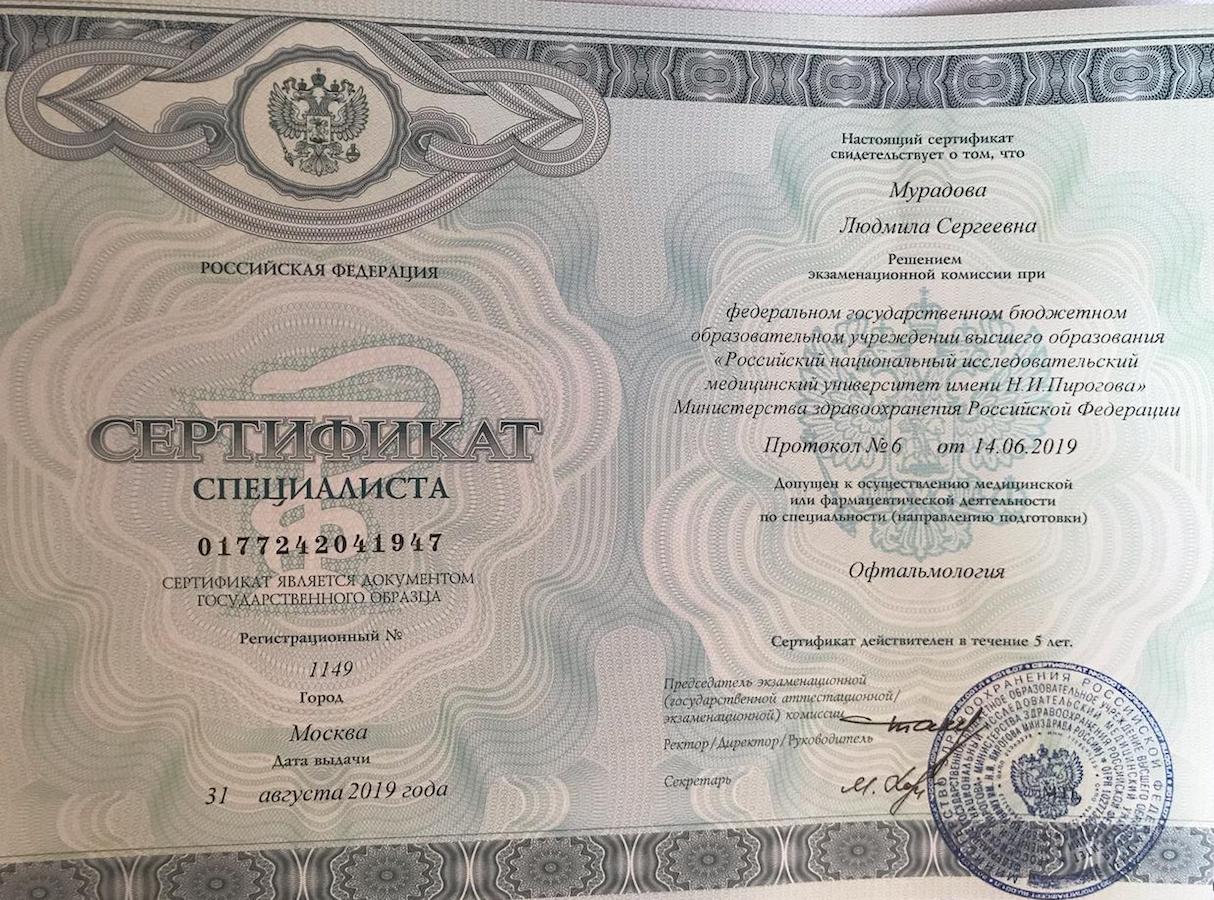 РОССИЙСКАЯ ФЕДЕРАЦИЯ
СЕРТИФИКАТ
СПЕЦИАЛИСТА
0177242041947
СЕРТИФИКАТ ЯВЛЯЕТСЯ ДОКУМЕНТОМ
ГОСУДАРСТВЕННОГО ОБРАЗЦА
Регистрационный №
1149
Город
Москва
Дата выдачи
31 августа 2019 года
Настоящий сертификат
свидетельствует о том, что
Мурадова
Людмила Сергеевна
Решением
экзаменационной комиссии при
федеральном государственном бюджетном
образовательном учреждении высшего образования
«Российский национальный исследовательский
медицинский университет имени Н.И.Пирогова»
Министерства здравоохранения Российской Федерации
Протокол № 6 от 14.06.2019
Допущен к осуществлению медицинской
или фармацевтической деятельности
по специальности (направлению подготовки)
Офтальмология
Сертификат действителен в течение 5 лет.
Председатель экзаменационной
(государственной аттестационной/
экзаменационной) комиссии
Ректор/Директор/Руководитель
Секретарь